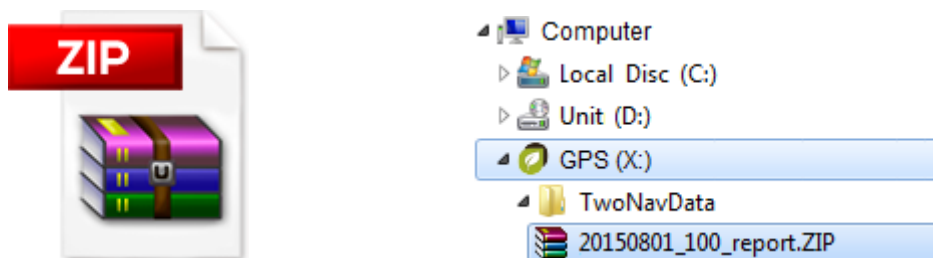 ZIP
U
Computer
Local Disc (C:)
Unit (D:)
GPS (X:)
TwoNavData
20150801_100_report.ZIP